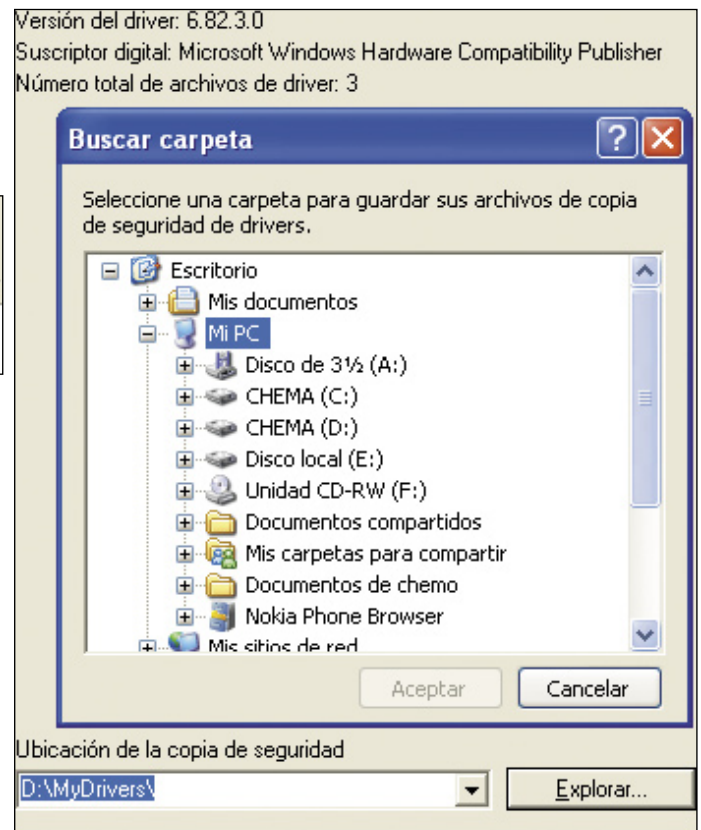 Versión del driver: 6.82.3.0
Suscriptor digital: Microsoft Windows Hardware Compatibility Publisher
Número total de archivos de driver: 3
Buscar carpeta
Seleccione una carpeta para guardar sus archivos de copia
de seguridad de drivers.
Escritorio
Mis documentos
Mi PC
Disco de 3½ (A:)
CHEMA (C:)
CHEMA (D:)
Disco local (E:)
Unidad CD-RW (F:)
Documentos compartidos
Mis carpetas para compartir
Documentos de chemo
Nokia Phone Browser
Mis sitios de red
Aceptar
Cancelar
Ubicación de la copia de seguridad
D:\MyDrivers\
Explorar...